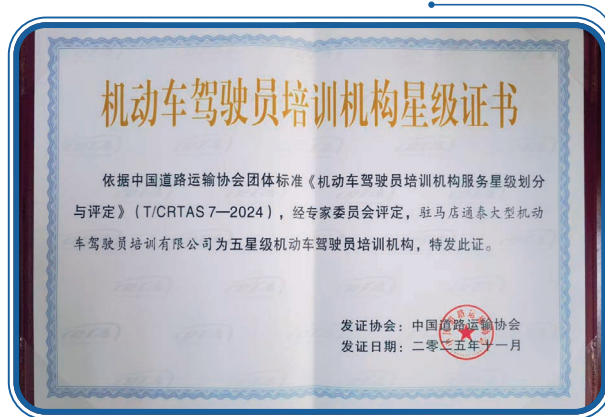 机动车驾驶员培训机构星级证书
依据中国道路运输协会团体标准《机动车驾驶员培训机构服务星级划分
与评定》（T/CRTAS 7—2024），经专家委员会评定，驻马店通泰大型机动
车驾驶员培训有限公司为五星级机动车驾驶员培训机构，特发此证。
发证协会：中国道路运输协会
发证日期：二零二五年十一月